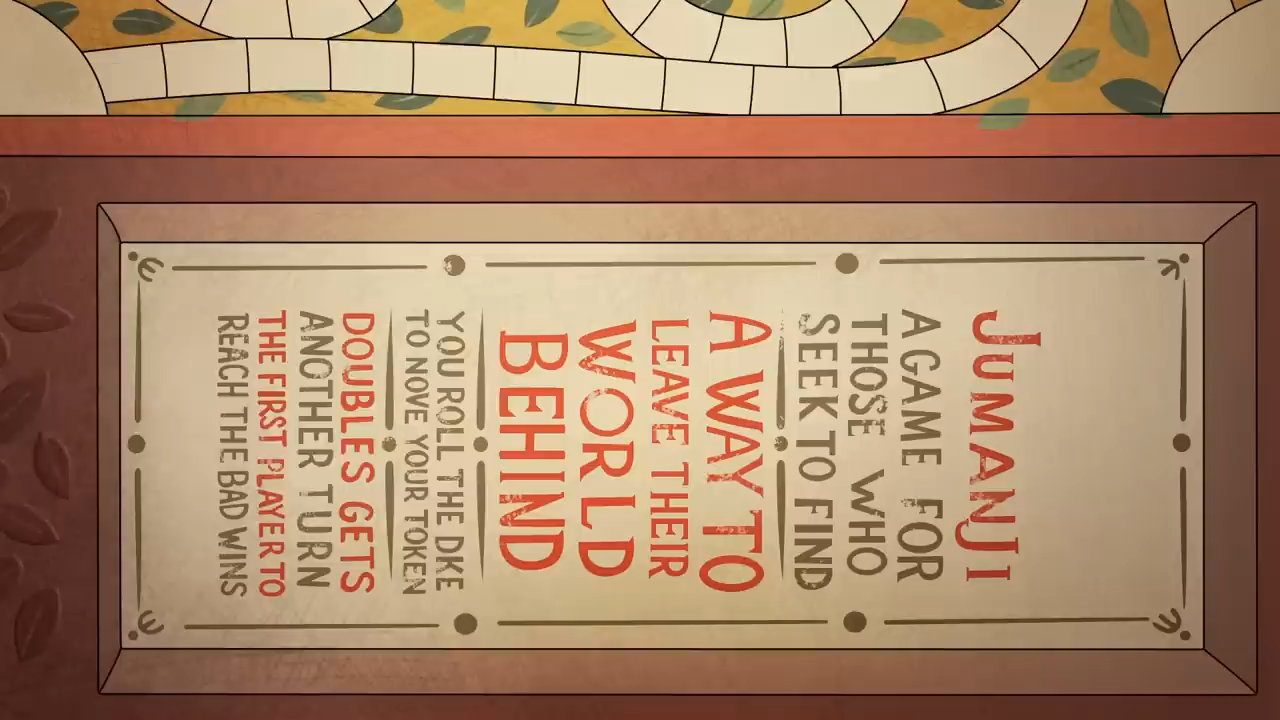 JUMANJI
A GAME FOR
THOSE WHO
SEEK TO FIND
A WAY TO
LEAVE THEIR
WORLD
BEHIND
YOU ROLL THE DKE
TO NOVE YOUR TOKEN
DOUBLES GETS
ANOTHER TURN
THE FIRST PLAYER TO
REACH THE BAD WINS